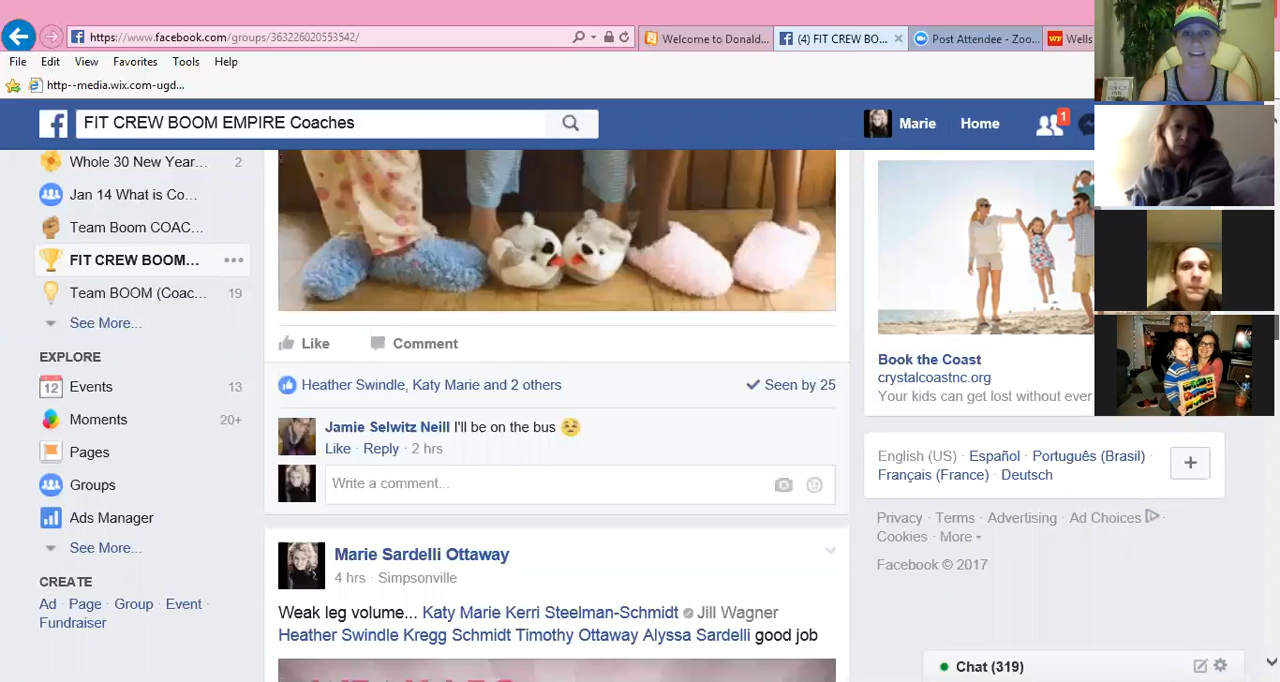 https://www.facebook.com/groups/363226020553542/
Welcome to Donald...
(4) FIT CREW BO...
Post Attendee - Zoo...
Wells
File Edit View Favorites Tools Help
http--media.wix.com-ugd...
FIT CREW BOOM EMPIRE Coaches
Marie
Home
1
Whole 30 New Year... 2
Jan 14 What is Co...
Team Boom COAC...
FIT CREW BOOM...
Team BOOM (Coac... 19
See More...
EXPLORE
12 Events 13
Moments 20+
Pages
Groups
Ads Manager
See More...
CREATE
Ad · Page · Group · Event ·
Fundraiser
Like Comment
Heather Swindle, Katy Marie and 2 others
Seen by 25
Jamie Selwitz Neill I'll be on the bus
Like · Reply · 2 hrs
Write a comment...
Marie Sardelli Ottaway
4 hrs · Simpsonville
Weak leg volume... Katy Marie Kerri Steelman-Schmidt Jill Wagner
Heather Swindle Kregg Schmidt Timothy Ottaway Alyssa Sardelli good job
Book the Coast
crystalcoastnc.org
Your kids can get lost without ever
English (US) · Español · Português (Brasil) ·
Français (France) · Deutsch
Privacy · Terms · Advertising · Ad Choices ·
Cookies · More
Facebook © 2017
Chat (319)